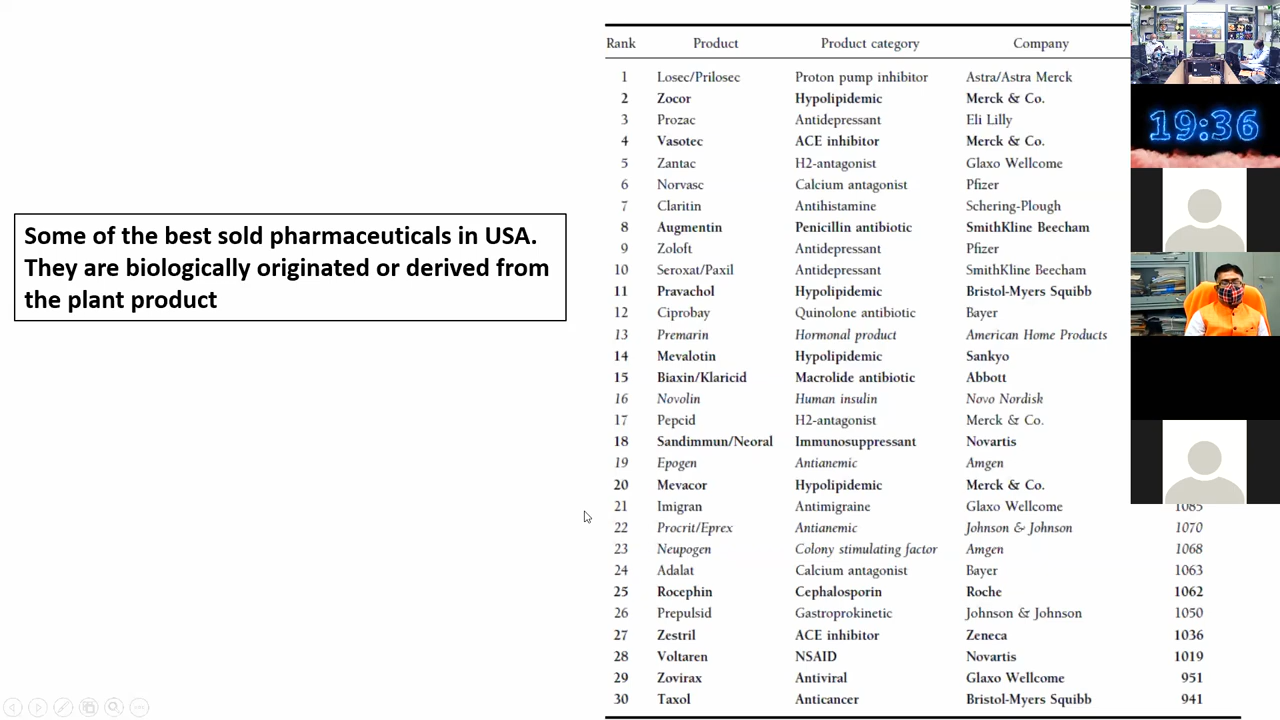 Some of the best sold pharmaceuticals in USA.
They are biologically originated or derived from
the plant product
Rank Product Product category Company
1 Losec/Prilosec Proton pump inhibitor Astra/Astra Merck
2 Zocor Hypolipidemic Merck & Co.
3 Prozac Antidepressant Eli Lilly
4 Vasotec ACE inhibitor Merck & Co.
5 Zantac H2-antagonist Glaxo Wellcome
6 Norvasc Calcium antagonist Pfizer
7 Claritin Antihistamine Schering-Plough
8 Augmentin Penicillin antibiotic SmithKline Beecham
9 Zoloft Antidepressant Pfizer
10 Seroxat/Paxil Antidepressant SmithKline Beecham
11 Pravachol Hypolipidemic Bristol-Myers Squibb
12 Ciprobay Quinolone antibiotic Bayer
13 Premarin Hormonal product American Home Products
14 Mevalotin Hypolipidemic Sankyo
15 Biaxin/Klaricid Macrolide antibiotic Abbott
16 Novolin Human insulin Novo Nordisk
17 Pepcid H2-antagonist Merck & Co.
18 Sandimmun/Neoral Immunosuppressant Novartis
19 Epogen Antianemic Amgen
20 Mevacor Hypolipidemic Merck & Co.
21 Imigran Antimigraine Glaxo Wellcome 1085
22 Procrit/Eprex Antianemic Johnson & Johnson 1070
23 Neupogen Colony stimulating factor Amgen 1068
24 Adalat Calcium antagonist Bayer 1063
25 Rocephin Cephalosporin Roche 1062
26 Prepulsid Gastroprokinetic Johnson & Johnson 1050
27 Zestril ACE inhibitor Zeneca 1036
28 Voltaren NSAID Novartis 1019
29 Zovirax Antiviral Glaxo Wellcome 951
30 Taxol Anticancer Bristol-Myers Squibb 941
19:36